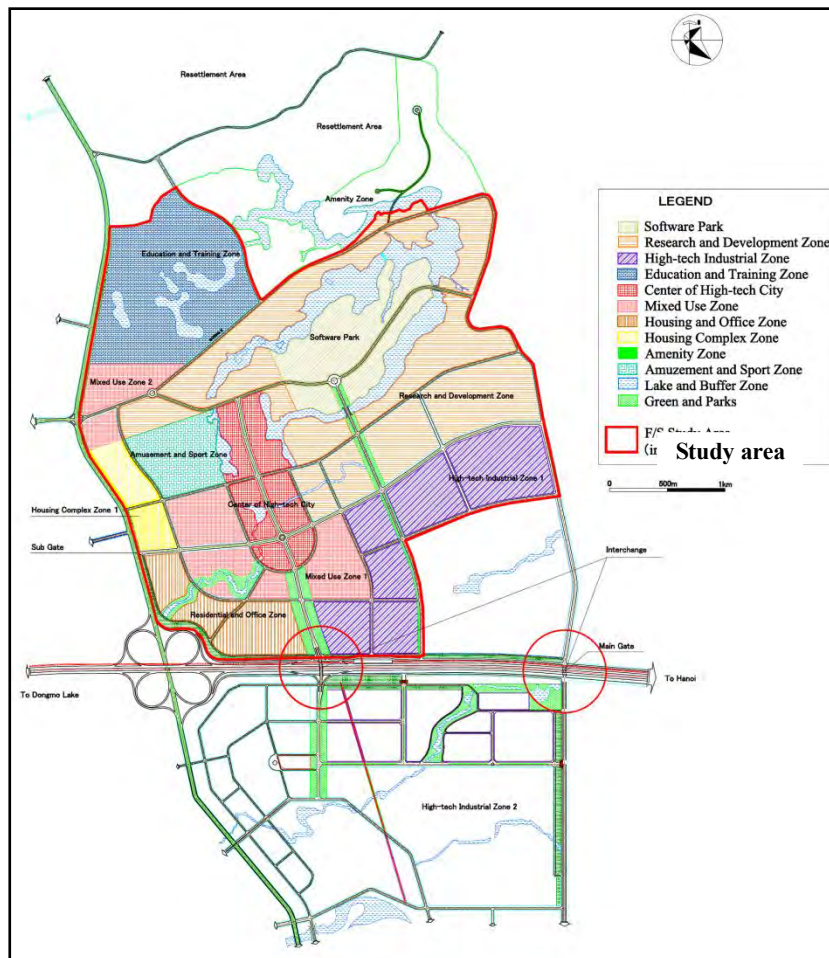 Resettlement Area
Resettlement Area
Amenity Zone
Education and Training Zone
Software Park
Mixed Use Zone 2
Research and Development Zone
Amusement and Sport Zone
High-tech Industrial Zone 1
Housing Complex Zone 1
Center of High-tech City
Sub Gate
Interchange
Mixed Use Zone 1
Residential and Office Zone
Main Gate
To Dongmo Lake
To Hanoi
High-tech Industrial Zone 2
LEGEND
Software Park
Research and Development Zone
High-tech Industrial Zone
Education and Training Zone
Center of High-tech City
Mixed Use Zone
Housing and Office Zone
Housing Complex Zone
Amenity Zone
Amusement and Sport Zone
Lake and Buffer Zone
Green and Parks
F/S Study Area
Study area
0 500m 1km